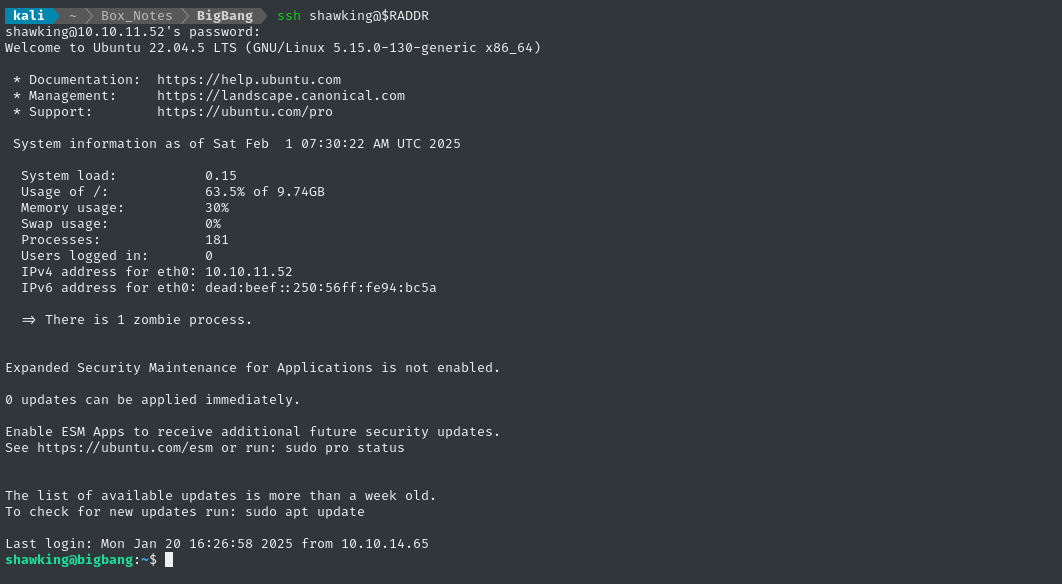 kali ~ Box_Notes BigBang ssh shawking@$RADDR
shawking@10.10.11.52's password:
Welcome to Ubuntu 22.04.5 LTS (GNU/Linux 5.15.0-130-generic x86_64)
* Documentation: https://help.ubuntu.com
* Management: https://landscape.canonical.com
* Support: https://ubuntu.com/pro
System information as of Sat Feb 1 07:30:22 AM UTC 2025
System load: 0.15
Usage of /: 63.5% of 9.74GB
Memory usage: 30%
Swap usage: 0%
Processes: 181
Users logged in: 0
IPv4 address for eth0: 10.10.11.52
IPv6 address for eth0: dead:beef::250:56ff:fe94:bc5a
=> There is 1 zombie process.
Expanded Security Maintenance for Applications is not enabled.
0 updates can be applied immediately.
Enable ESM Apps to receive additional future security updates.
See https://ubuntu.com/esm or run: sudo pro status
The list of available updates is more than a week old.
To check for new updates run: sudo apt update
Last login: Mon Jan 20 16:26:58 2025 from 10.10.14.65
shawking@bigbang:~$